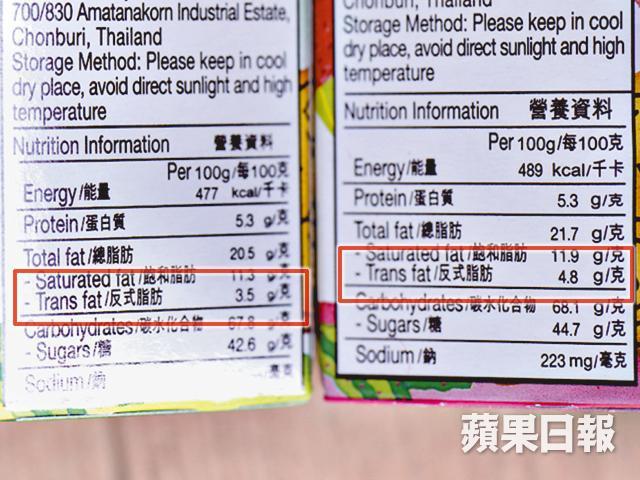 700/830 Amatanakorn Industrial Estate,
Chonburi, Thailand
Storage Method: Please keep in cool
dry place, avoid direct sunlight and high
temperature
Nutrition Information 營養資料
Per 100g/每100克
Energy/能量 477 kcal/千卡
Protein/蛋白質 5.3 g/克
Total fat/總脂肪 20.5 g/克
- Saturated fat/飽和脂肪 11.3 g/克
- Trans fat/反式脂肪 3.5 g/克
Carbohydrates/碳水化合物 67.8 g/克
- Sugars/糖 42.6 g/克
Sodium/鈉 毫克
Chonburi, Thailand
Storage Method: Please keep in cool
dry place, avoid direct sunlight and high
temperature
Nutrition Information 營養資料
Per 100g/每100克
Energy/能量 489 kcal/千卡
Protein/蛋白質 5.3 g/克
Total fat/總脂肪 21.7 g/克
- Saturated fat/飽和脂肪 11.9 g/克
- Trans fat/反式脂肪 4.8 g/克
Carbohydrates/碳水化合物 68.1 g/克
- Sugars/糖 44.7 g/克
Sodium/鈉 223 mg/毫克
蘋果日報